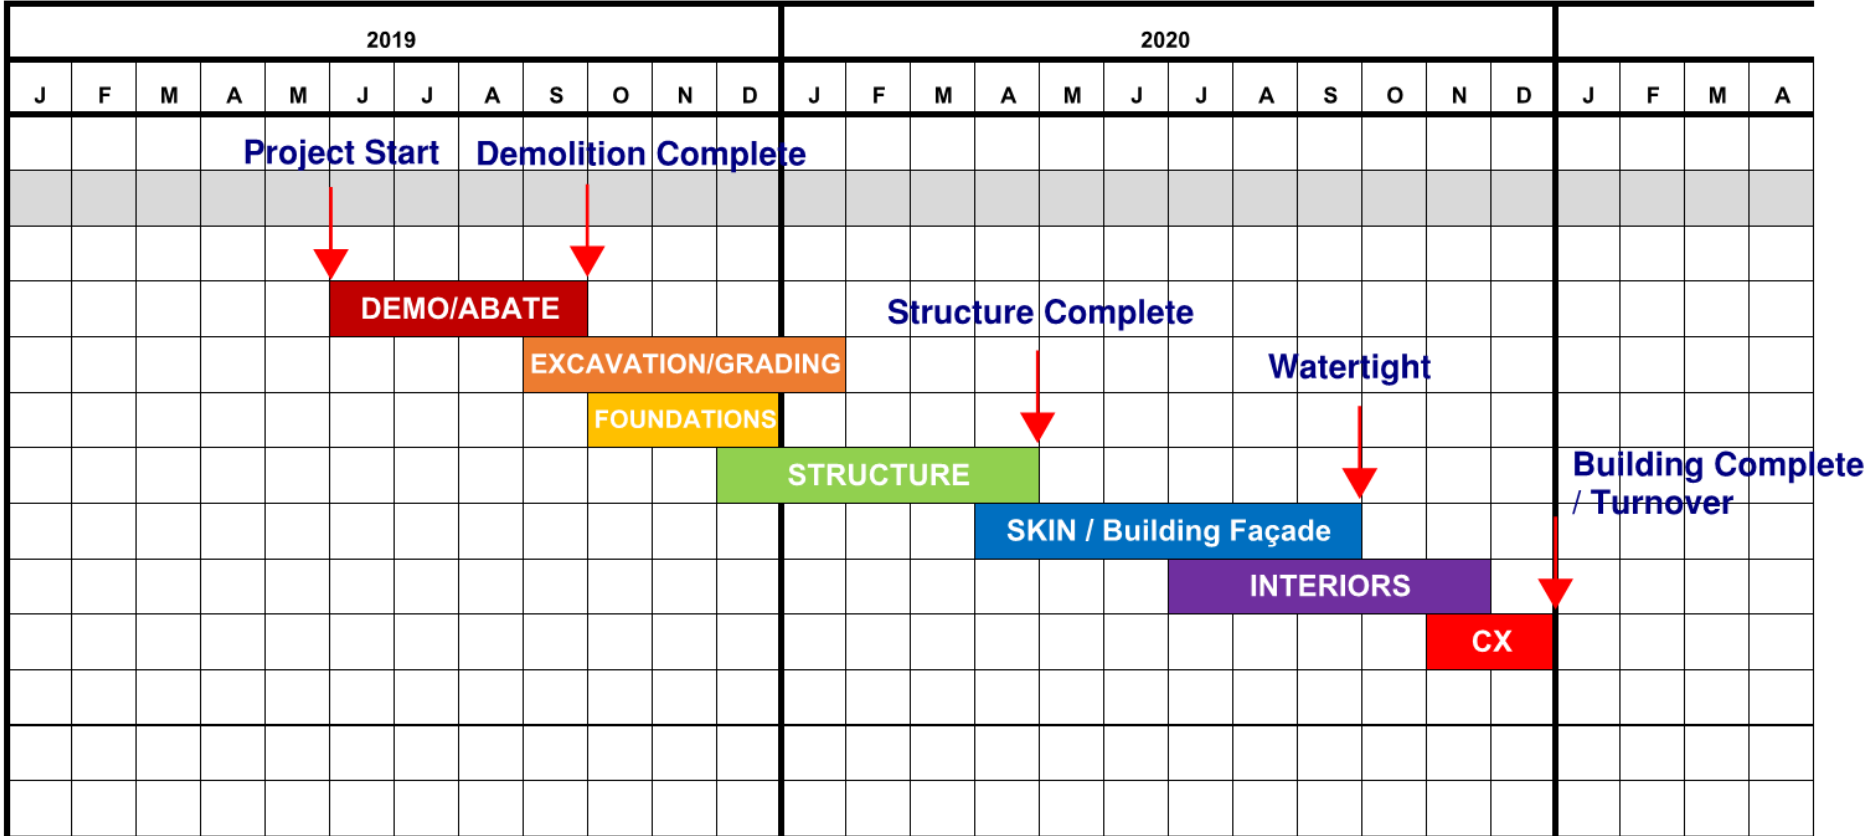 2019 2020
J F M A M J J A S O N D J F M A M J J A S O N D J F M A
Project Start Demolition Complete
DEMO/ABATE
Structure Complete
EXCAVATION/GRADING
Watertight
FOUNDATIONS
STRUCTURE
Building Complete
/ Turnover
SKIN / Building Façade
INTERIORS
CX